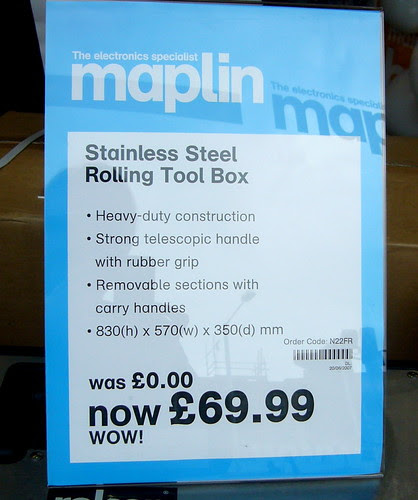 The electronics specialist
maplin
The electronics specialist
map
Stainless Steel
Rolling Tool Box
• Heavy-duty construction
• Strong telescopic handle
with rubber grip
• Removable sections with
carry handles
• 830(h) x 570(w) x 350(d) mm
Order Code: N22FR
was £0.00
now £69.99
WOW!